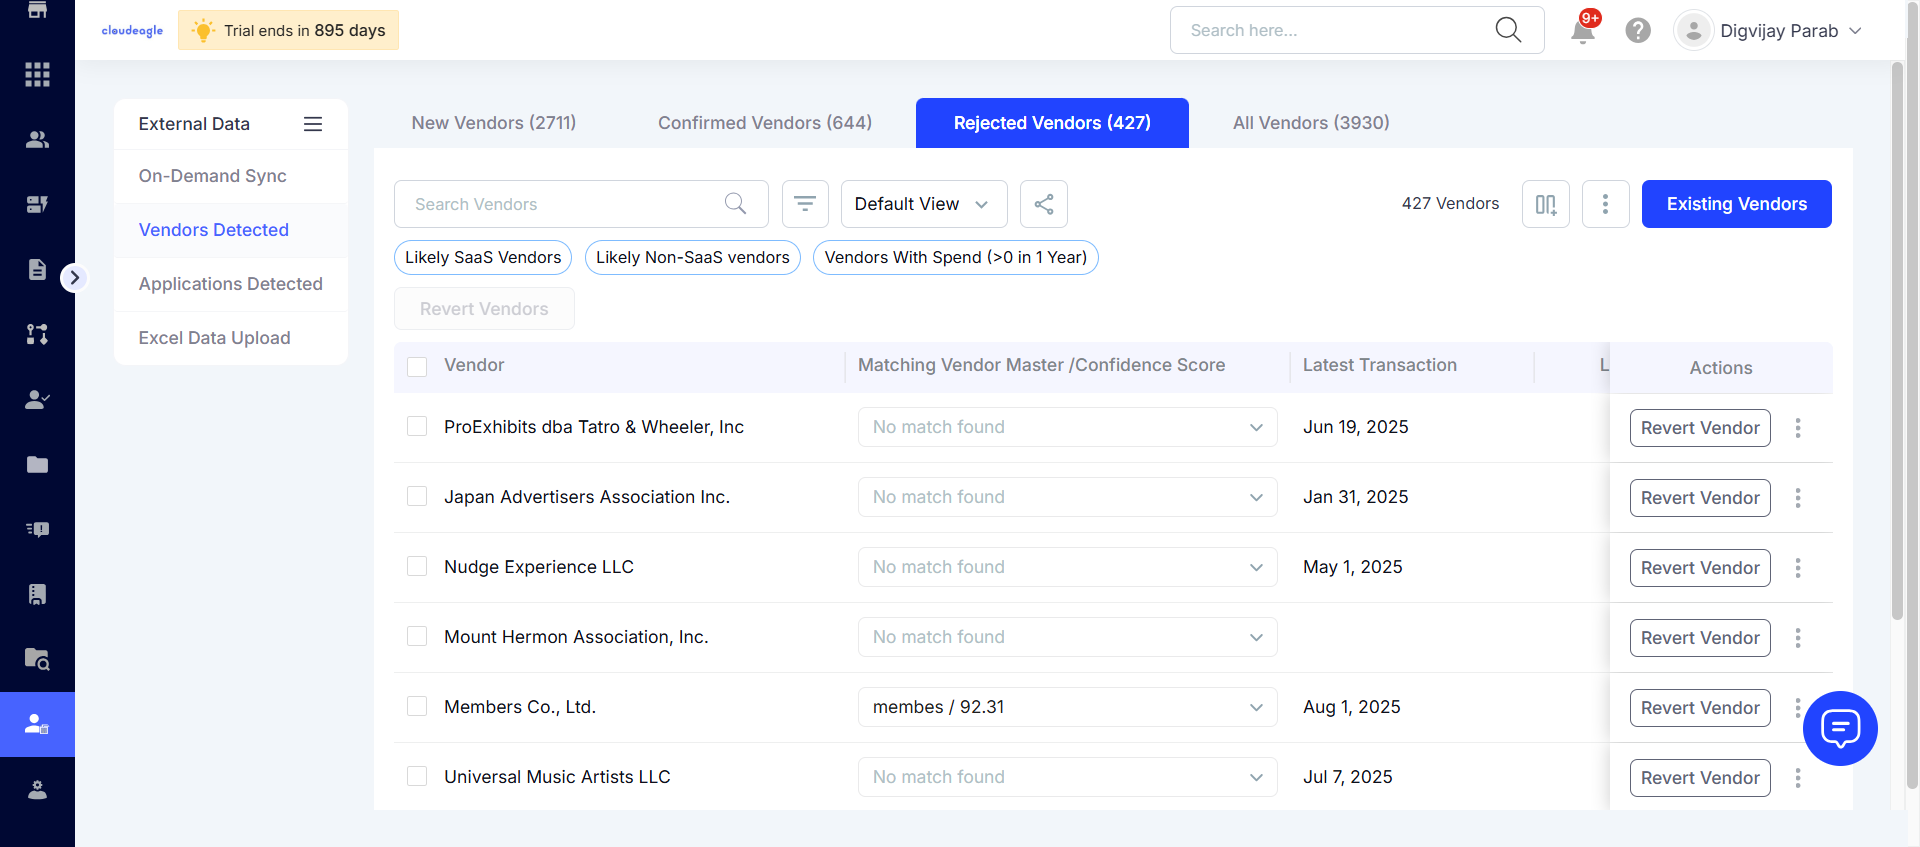 cloudeagle
Trial ends in 895 days
Search here...
9+
?
Digvijay Parab
External Data
On-Demand Sync
Vendors Detected
Applications Detected
Excel Data Upload
New Vendors (2711)
Confirmed Vendors (644)
Rejected Vendors (427)
All Vendors (3930)
Search Vendors
Default View
427 Vendors
Existing Vendors
Likely SaaS Vendors
Likely Non-SaaS vendors
Vendors With Spend (>0 in 1 Year)
Revert Vendors
Vendor Matching Vendor Master /Confidence Score Latest Transaction L Actions
ProExhibits dba Tatro & Wheeler, Inc No match found Jun 19, 2025 Revert Vendor
Japan Advertisers Association Inc. No match found Jan 31, 2025 Revert Vendor
Nudge Experience LLC No match found May 1, 2025 Revert Vendor
Mount Hermon Association, Inc. No match found Revert Vendor
Members Co., Ltd. membes / 92.31 Aug 1, 2025 Revert Vendor
Universal Music Artists LLC No match found Jul 7, 2025 Revert Vendor